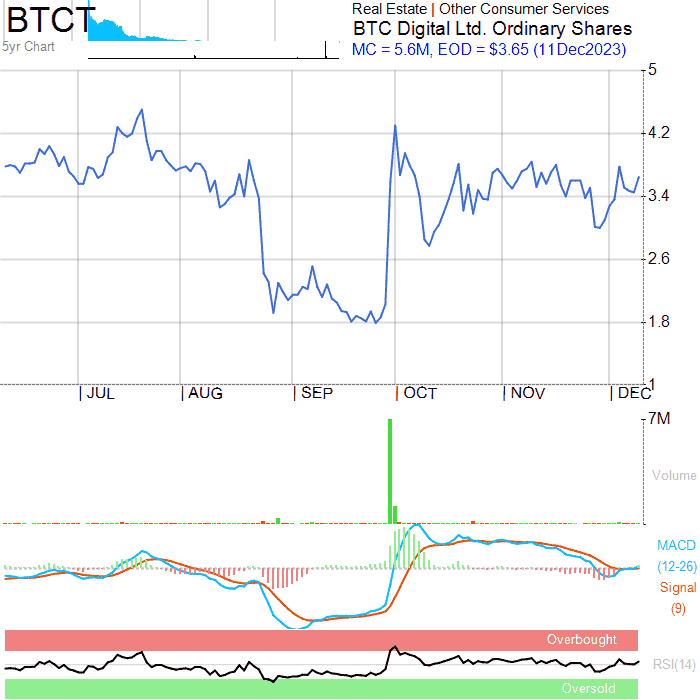 BTCT
5yr Chart
Real Estate | Other Consumer Services
BTC Digital Ltd. Ordinary Shares
MC = 5.6M, EOD = $3.65 (11Dec2023)
5
4.2
3.4
2.6
1.8
1
JUL
AUG
SEP
OCT
NOV
DEC
7M
Volume
MACD
(12-26)
Signal
(9)
Overbought
RSI(14)
Oversold